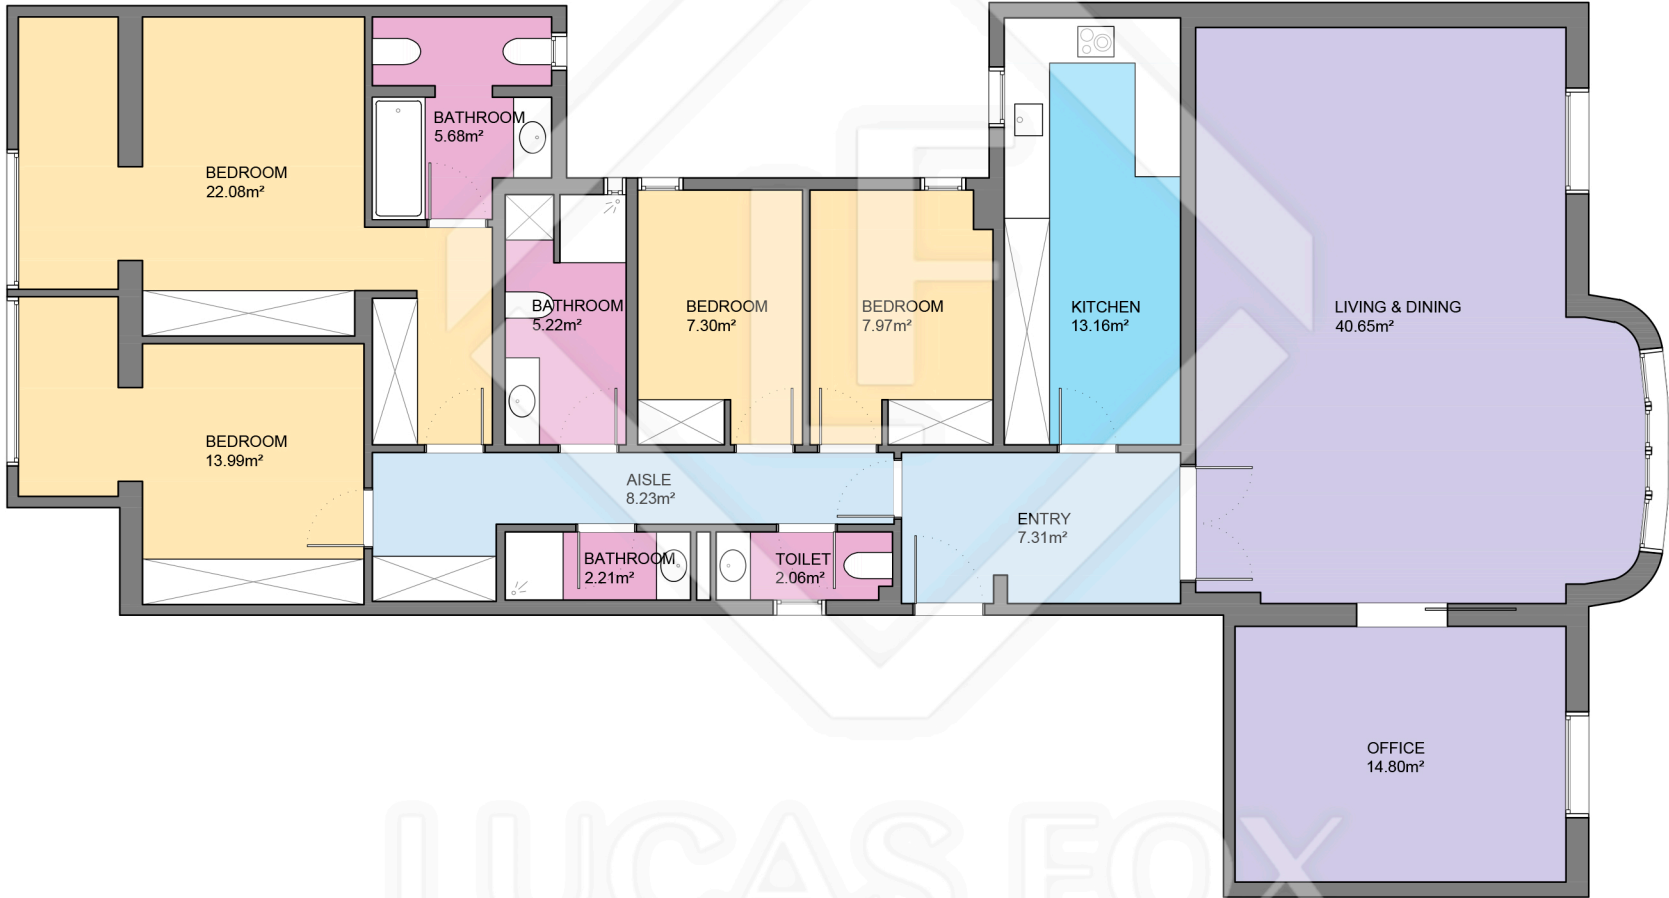 BATHROOM
5.68m²
BEDROOM
22.08m²
BATHROOM
5.22m²
BEDROOM
7.30m²
BEDROOM
7.97m²
KITCHEN
13.16m²
LIVING & DINING
40.65m²
BEDROOM
13.99m²
AISLE
8.23m²
ENTRY
7.31m²
BATHROOM
2.21m²
TOILET
2.06m²
OFFICE
14.80m²
LUCAS FOX